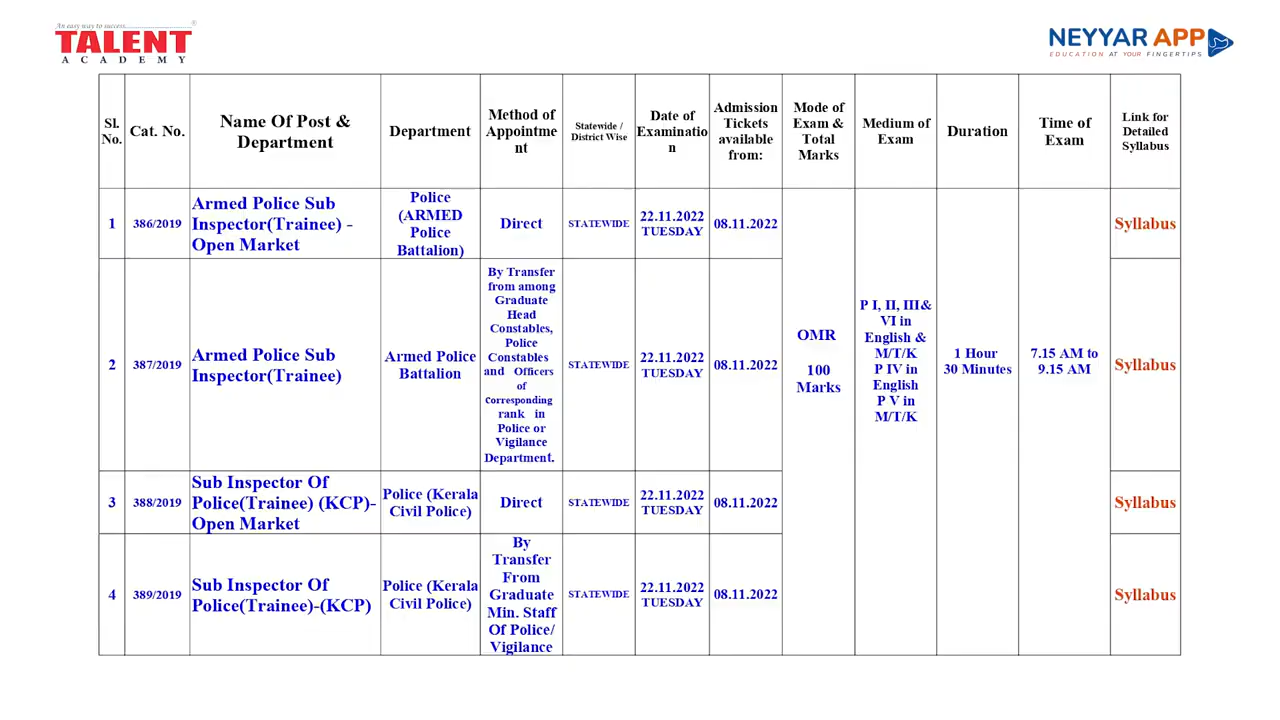 An easy way to success
®
TALENT
ACADEMY
NEYYAR APP
EDUCATION AT YOUR FINGERTIPS
Sl.
No.
Cat. No.
Name Of Post &
Department
Department
Method of
Appointme
nt
Statewide /
District Wise
Date of
Examinatio
n
Admission
Tickets
available
from:
Mode of
Exam &
Total
Marks
Medium of
Exam
Duration
Time of
Exam
Link for
Detailed
Syllabus
1
386/2019
Armed Police Sub
Inspector(Trainee) -
Open Market
Police
(ARMED
Police
Battalion)
Direct
STATEWIDE
22.11.2022
TUESDAY
08.11.2022
OMR
100
Marks
P I, II, III&
VI in
English &
M/T/K
P IV in
English
P V in
M/T/K
1 Hour
30 Minutes
7.15 AM to
9.15 AM
Syllabus
2
387/2019
Armed Police Sub
Inspector(Trainee)
Armed Police
Battalion
By Transfer
from among
Graduate
Head
Constables,
Police
Constables
and Officers
of
Corresponding
rank in
Police or
Vigilance
Department.
STATEWIDE
22.11.2022
TUESDAY
08.11.2022
Syllabus
3
388/2019
Sub Inspector Of
Police(Trainee) (KCP)-
Open Market
Police (Kerala
Civil Police)
Direct
STATEWIDE
22.11.2022
TUESDAY
08.11.2022
Syllabus
4
389/2019
Sub Inspector Of
Police(Trainee)-(KCP)
Police (Kerala
Civil Police)
By
Transfer
From
Graduate
Min. Staff
Of Police/
Vigilance
STATEWIDE
22.11.2022
TUESDAY
08.11.2022
Syllabus